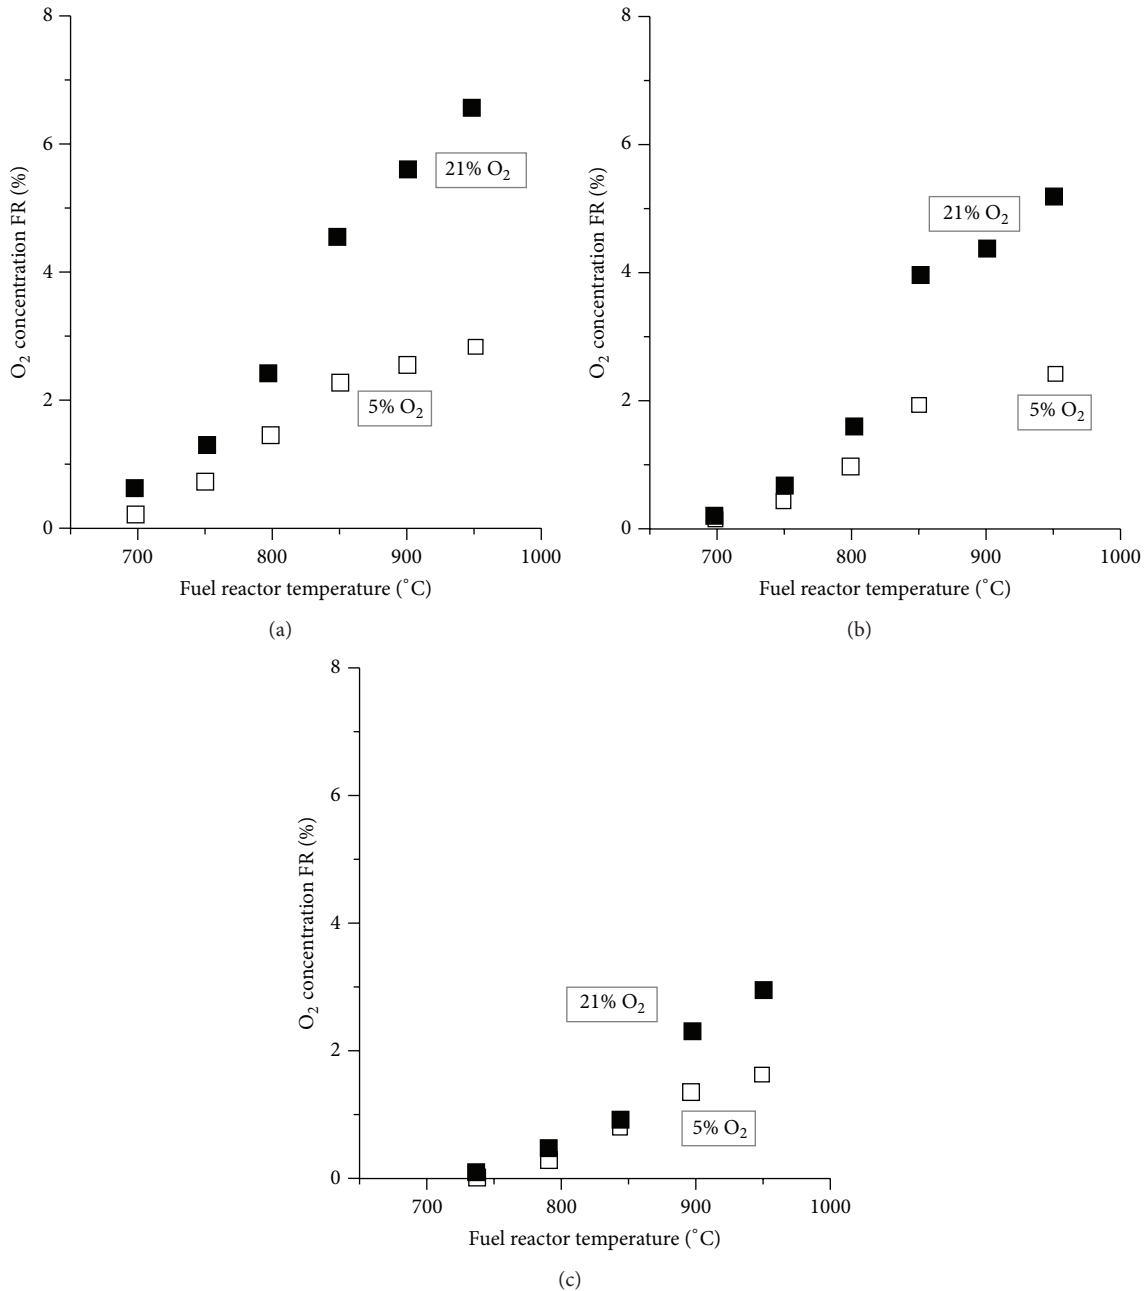 8
6
4
2
0
O2 concentration FR (%)
21% O2
5% O2
700 800 900 1000
Fuel reactor temperature (°C)
(a)
8
6
4
2
0
O2 concentration FR (%)
21% O2
5% O2
700 800 900 1000
Fuel reactor temperature (°C)
(b)
8
6
4
2
0
O2 concentration FR (%)
21% O2
5% O2
700 800 900 1000
Fuel reactor temperature (°C)
(c)